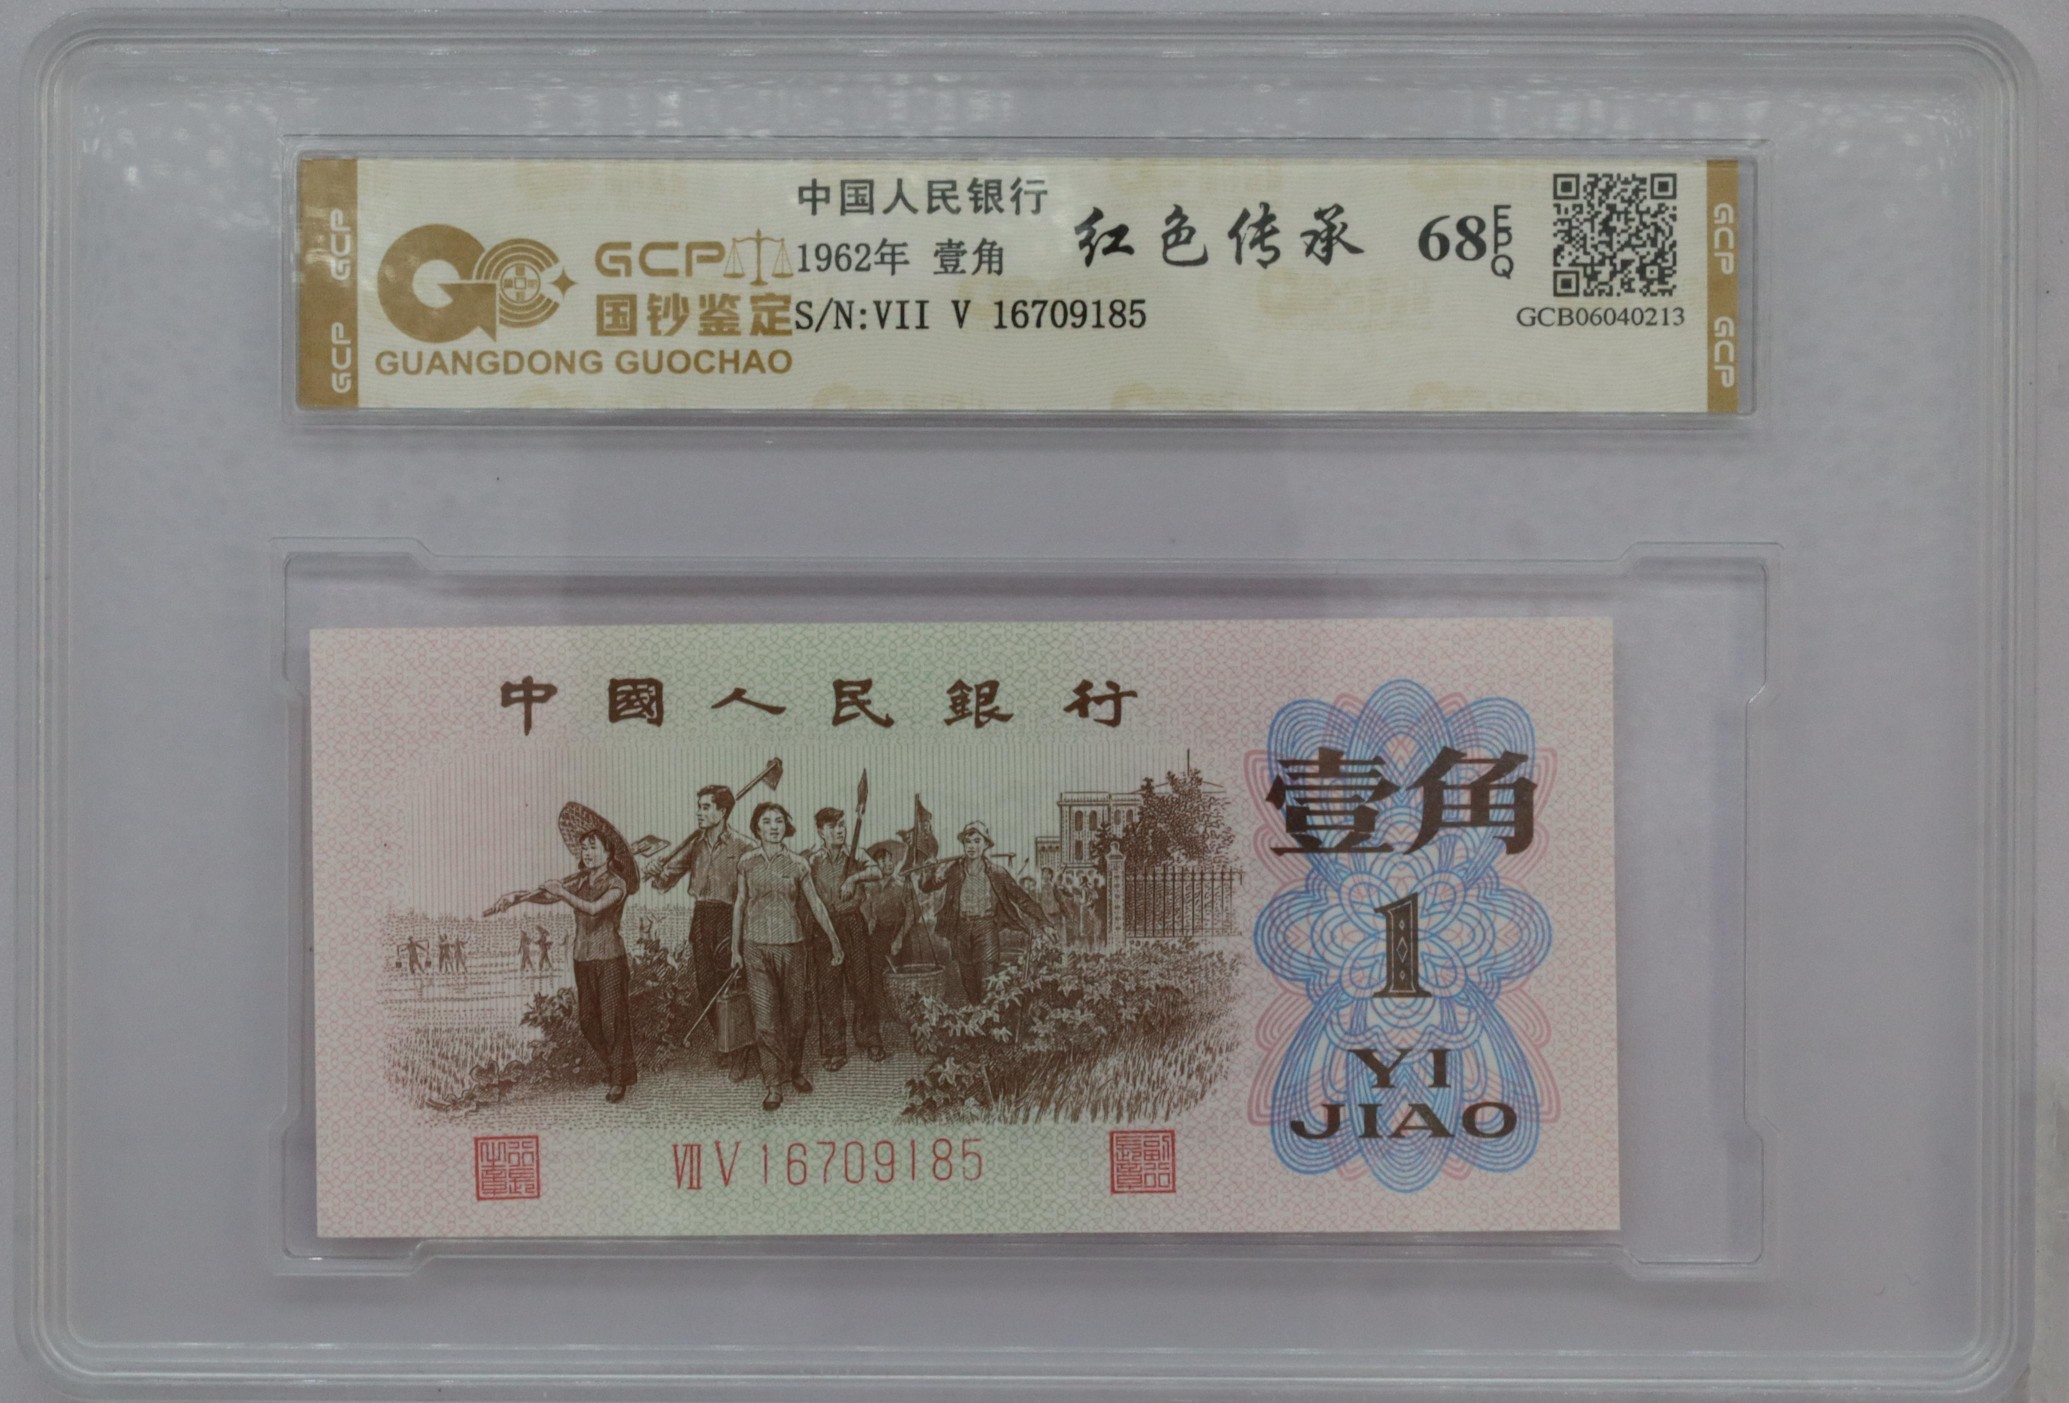 中国人民银行
1962年 壹角
S/N:VII V 16709185
红色传承
68 EPQ
GCB06040213
GCP
国钞鉴定
GUANGDONG GUOCHAO
GCP
GCP
GCP
GCP
中國人民銀行
壹角
1
YI
JIAO
VII V 16709185